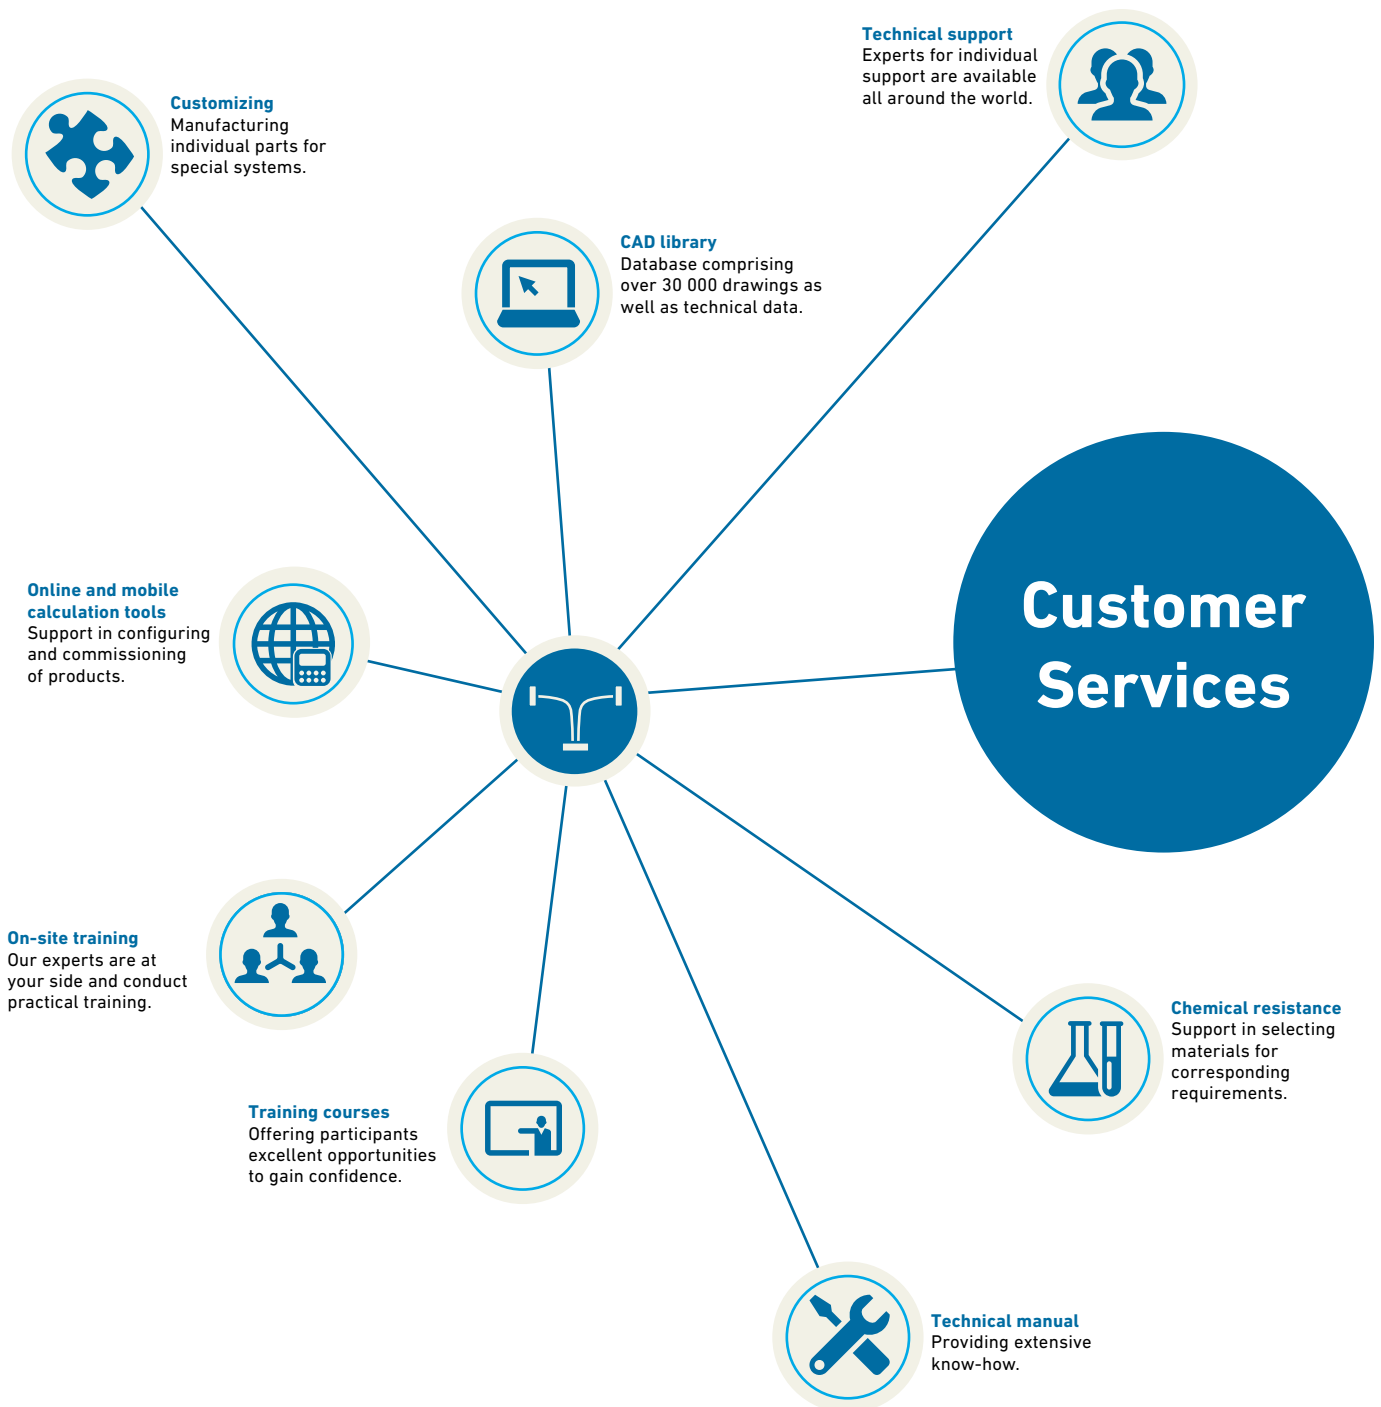 Technical support
Experts for individual
support are available
all around the world.
Customizing
Manufacturing
individual parts for
special systems.
CAD library
Database comprising
over 30 000 drawings as
well as technical data.
Customer
Services
Online and mobile
calculation tools
Support in configuring
and commissioning
of products.
On-site training
Our experts are at
your side and conduct
practical training.
Chemical resistance
Support in selecting
materials for
corresponding
requirements.
Training courses
Offering participants
excellent opportunities
to gain confidence.
Technical manual
Providing extensive
know-how.